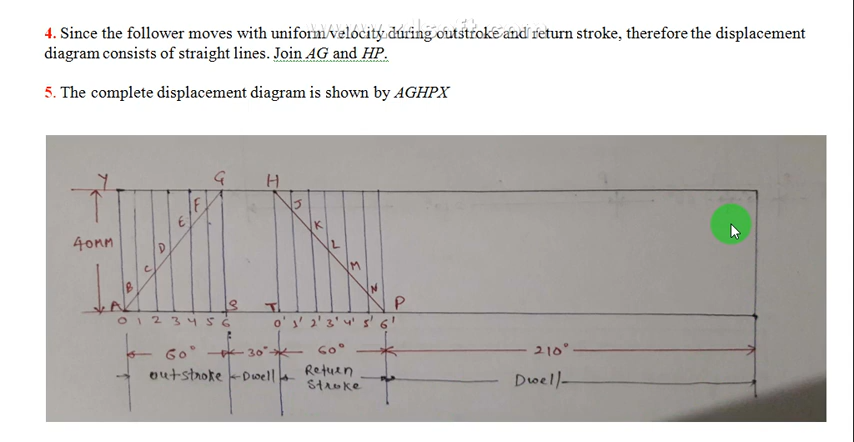 4. Since the follower moves with uniform velocity during outstroke and return stroke, therefore the displacement
diagram consists of straight lines. Join AG and HP.
5. The complete displacement diagram is shown by AGHPX
Y G H
F J
E K
40MM D L
C M
B N
A S T P
0 1 2 3 4 5 6 0' 1' 2' 3' 4' 5' 6'
60° 30° 60° 210°
outstroke Dwell Return
Stroke Dwell